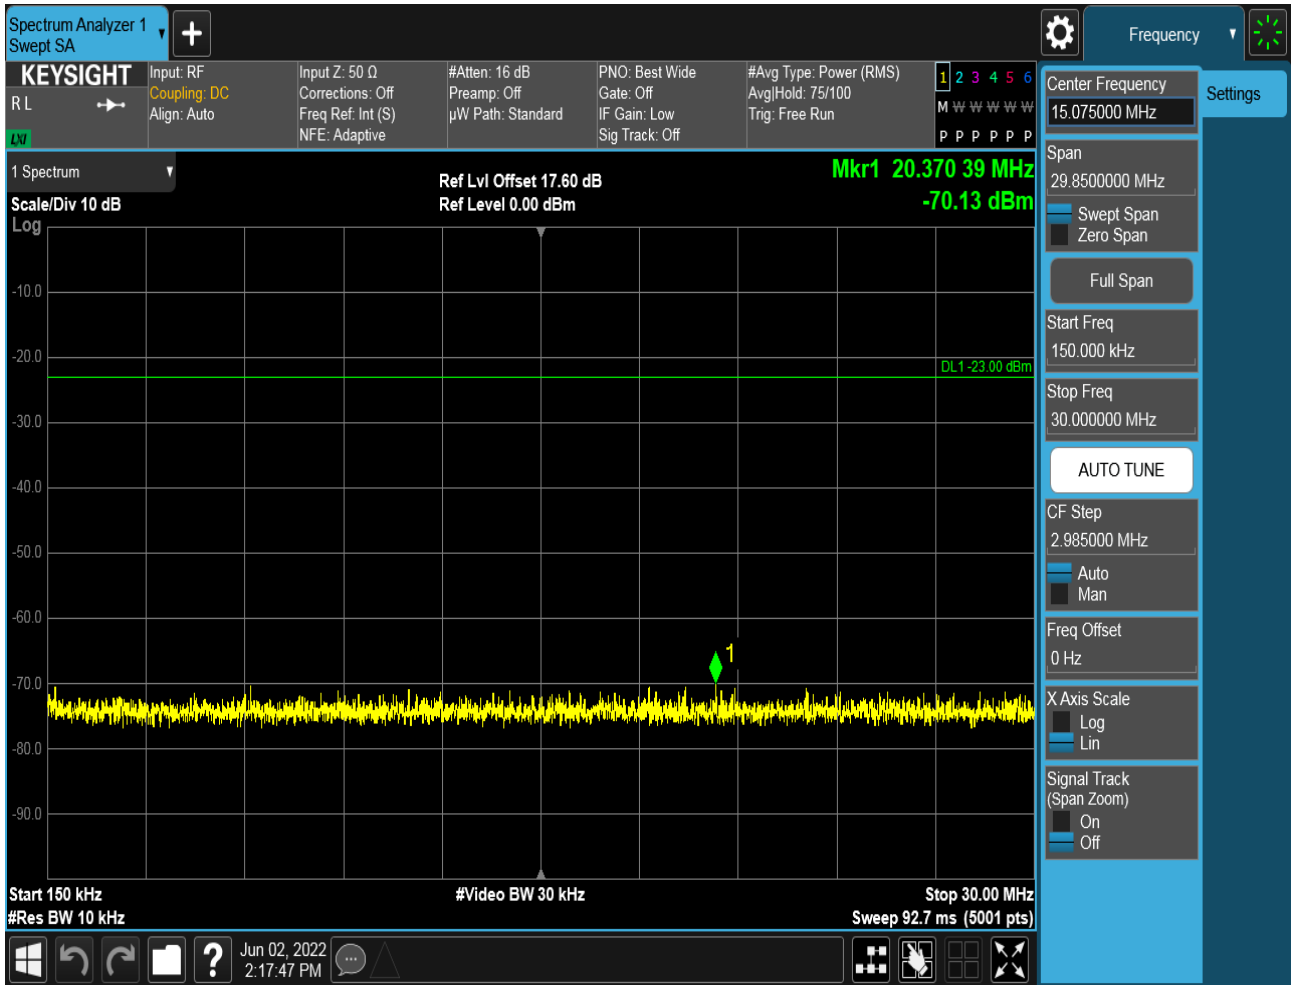 Spectrum Analyzer 1
Swept SA
Frequency
KEYSIGHT
R L
LXI
Input: RF
Coupling: DC
Align: Auto
Input Z: 50 Ω
Corrections: Off
Freq Ref: Int (S)
NFE: Adaptive
#Atten: 16 dB
Preamp: Off
µW Path: Standard
PNO: Best Wide
Gate: Off
IF Gain: Low
Sig Track: Off
#Avg Type: Power (RMS)
Avg|Hold: 75/100
Trig: Free Run
1 2 3 4 5 6
M W W W W W
P P P P P P
1 Spectrum
Scale/Div 10 dB
Log
Ref Lvl Offset 17.60 dB
Ref Level 0.00 dBm
Mkr1 20.370 39 MHz
-70.13 dBm
-10.0
-20.0
DL1 -23.00 dBm
-30.0
-40.0
-50.0
-60.0
1
-70.0
-80.0
-90.0
Start 150 kHz
#Video BW 30 kHz
Stop 30.00 MHz
#Res BW 10 kHz
Sweep 92.7 ms (5001 pts)
?
Jun 02, 2022
2:17:47 PM
Center Frequency
15.075000 MHz
Settings
Span
29.8500000 MHz
Swept Span
Zero Span
Full Span
Start Freq
150.000 kHz
Stop Freq
30.000000 MHz
AUTO TUNE
CF Step
2.985000 MHz
Auto
Man
Freq Offset
0 Hz
X Axis Scale
Log
Lin
Signal Track
(Span Zoom)
On
Off